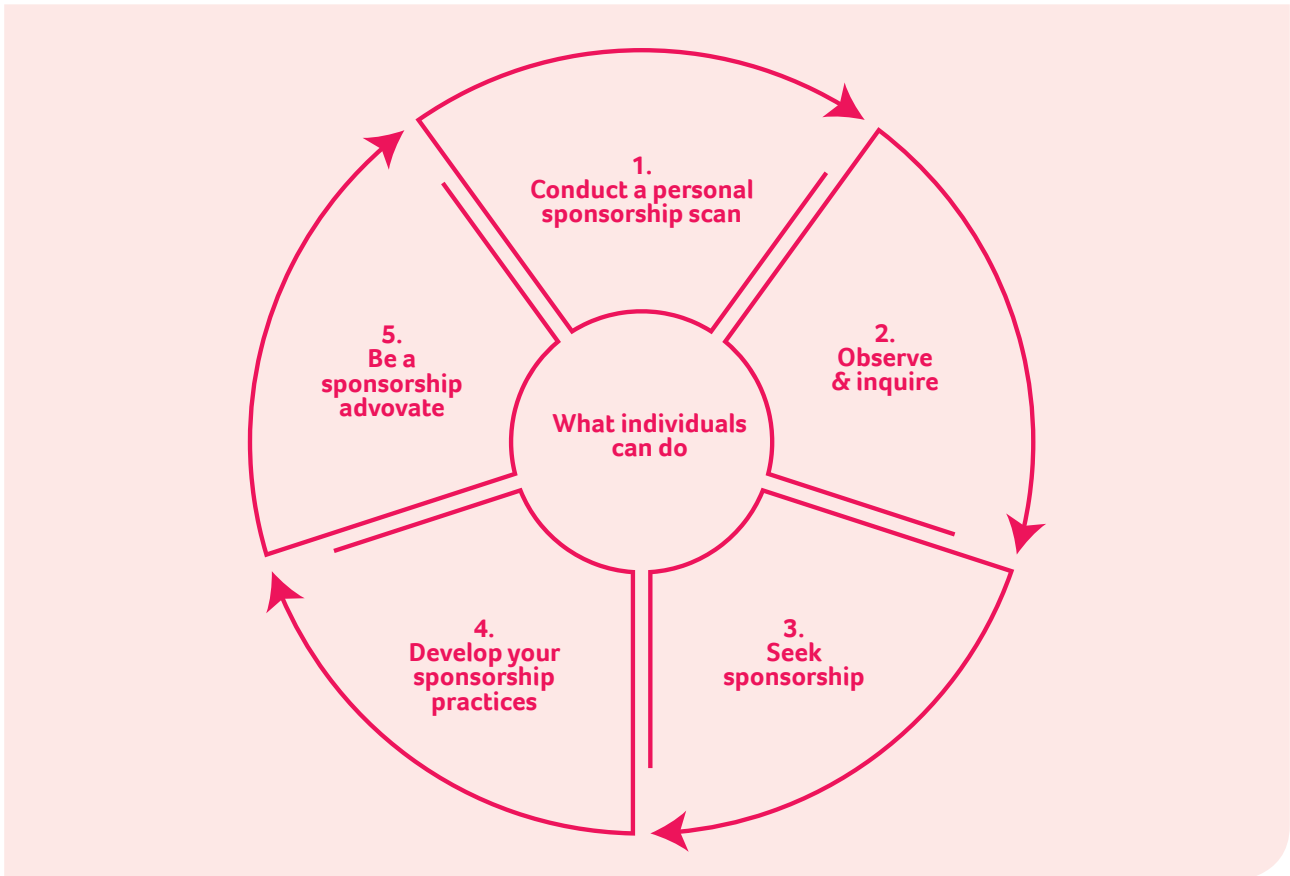 1.
Conduct a personal
sponsorship scan
2.
Observe
& inquire
3.
Seek
sponsorship
4.
Develop your
sponsorship
practices
5.
Be a
sponsorship
advovate
What individuals
can do